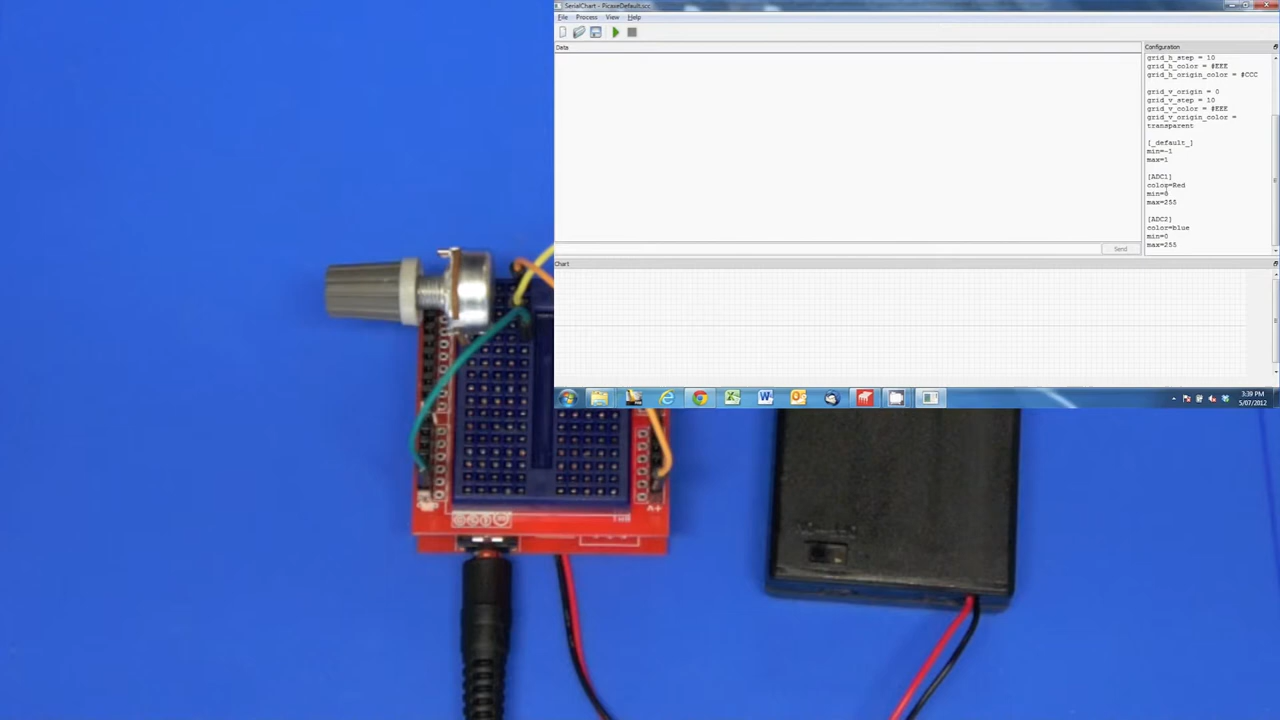 SerialChart - PicaxeDefault.scc
File Process View Help
Data
Configuration
grid_h_step = 10
grid_h_color = #EEE
grid_h_origin_color = #CCC
grid_v_origin = 0
grid_v_step = 10
grid_v_color = #EEE
grid_v_origin_color =
transparent
[_default_]
min=-1
max=1
[ADC1]
color=Red
min=0
max=255
[ADC2]
color=blue
min=0
max=255
Send
Chart
3:39 PM
5/07/2012
V+